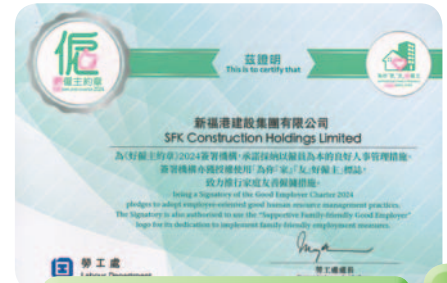 僱
好僱主約章
茲證明
This is to certify that
新福港建設集團有限公司
SFK Construction Holdings Limited
為《好僱主約章》2024簽署機構，承諾採納以僱員為本的良好人事管理措施。
簽署機構亦獲授權使用「為你『家』『友』好僱主」標誌，
致力推行家庭友善僱傭措施。
being a Signatory of the Good Employer Charter 2024
pledges to adopt employee-oriented good human resource management practices.
The Signatory is also authorised to use the "Supportive Family-friendly Good Employer"
logo for its dedication to implement family-friendly employment measures.
勞工處
Labour Department
勞工處處長